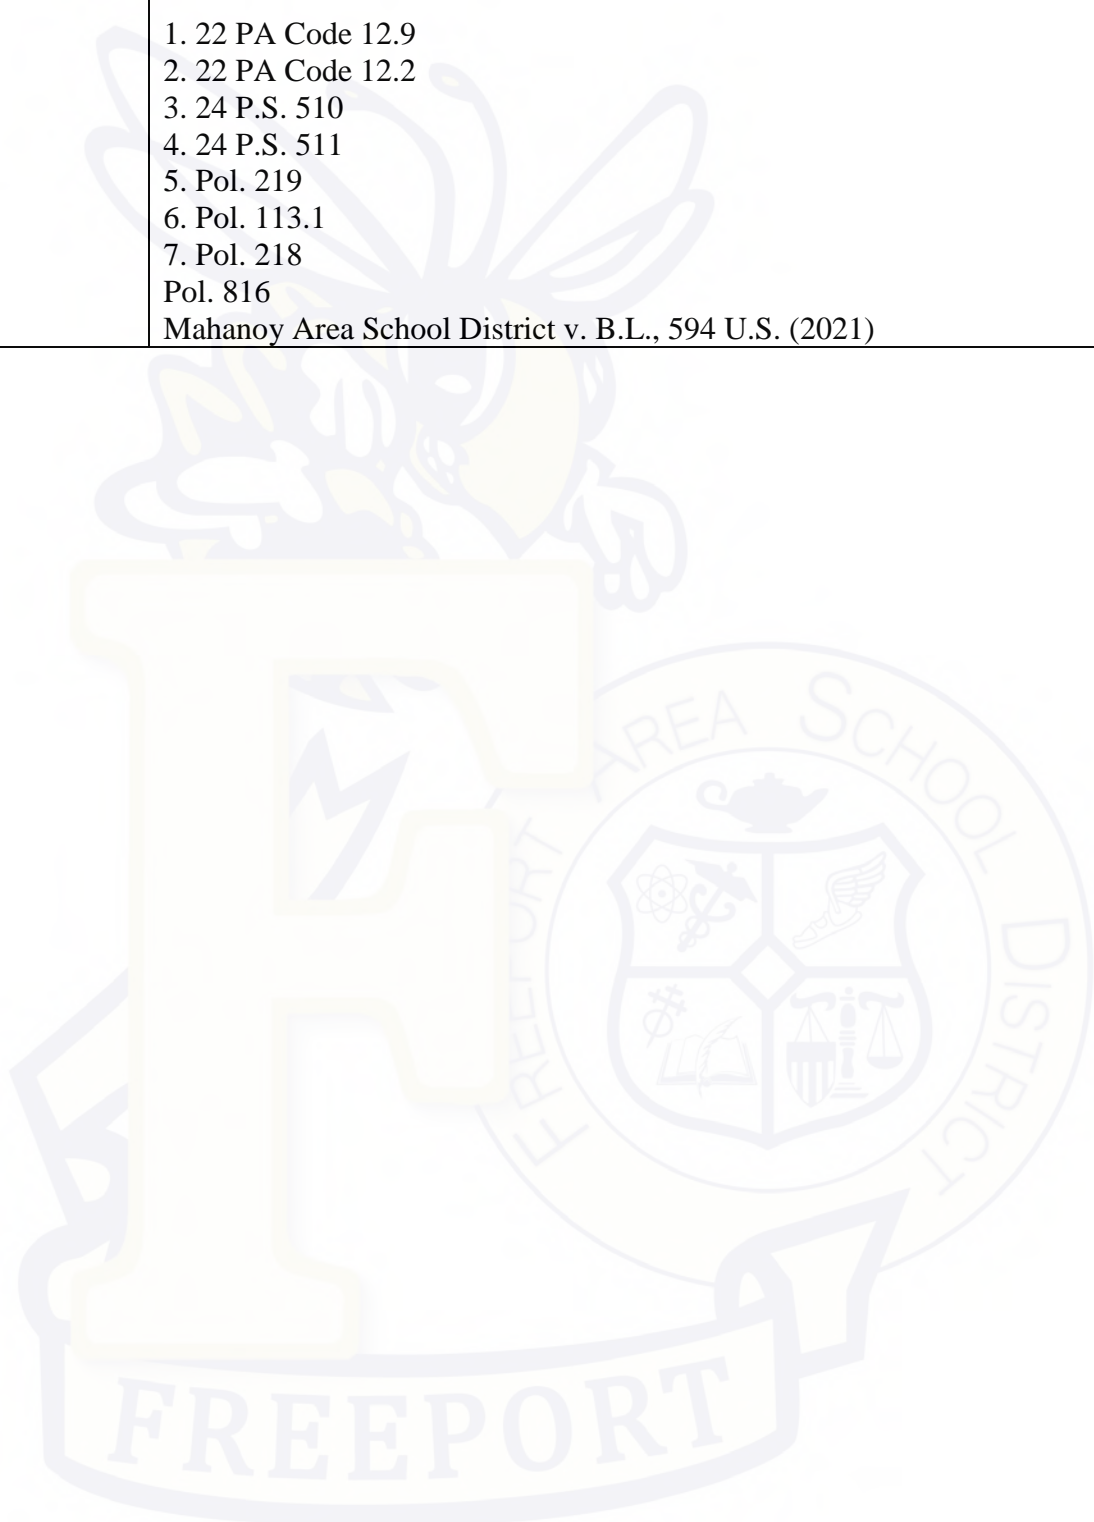 1. 22 PA Code 12.9
2. 22 PA Code 12.2
3. 24 P.S. 510
4. 24 P.S. 511
5. Pol. 219
6. Pol. 113.1
7. Pol. 218
Pol. 816
Mahanoy Area School District v. B.L., 594 U.S. (2021)
F
FREEPORT AREA SCHOOL DISTRICT
FREEPORT